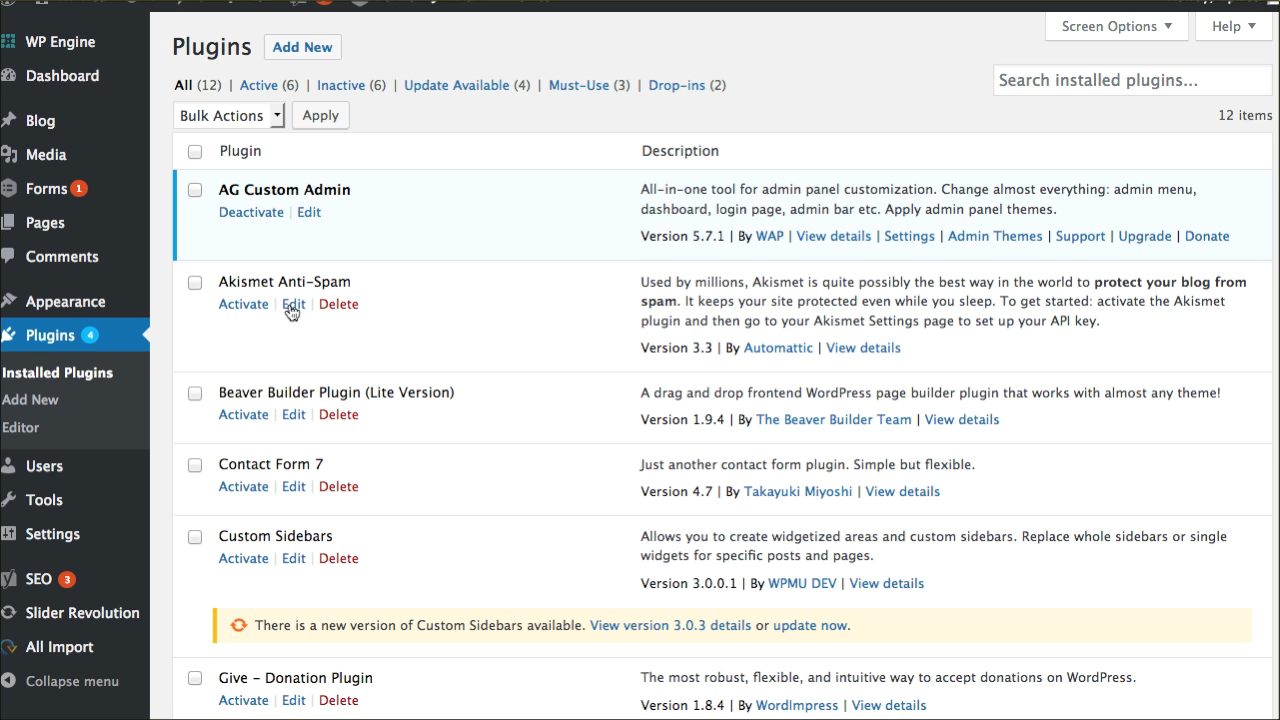 WP Engine
Dashboard
Blog
Media
Forms 1
Pages
Comments
Appearance
Plugins 4
Installed Plugins
Add New
Editor
Users
Tools
Settings
SEO 3
Slider Revolution
All Import
Collapse menu
Screen Options Help
Plugins Add New
All (12) | Active (6) | Inactive (6) | Update Available (4) | Must-Use (3) | Drop-ins (2)
Search installed plugins...
Bulk Actions Apply
12 items
Plugin Description
AG Custom Admin
Deactivate | Edit
All-in-one tool for admin panel customization. Change almost everything: admin menu,
dashboard, login page, admin bar etc. Apply admin panel themes.
Version 5.7.1 | By WAP | View details | Settings | Admin Themes | Support | Upgrade | Donate
Akismet Anti-Spam
Activate | Edit | Delete
Used by millions, Akismet is quite possibly the best way in the world to protect your blog from
spam. It keeps your site protected even while you sleep. To get started: activate the Akismet
plugin and then go to your Akismet Settings page to set up your API key.
Version 3.3 | By Automattic | View details
Beaver Builder Plugin (Lite Version)
Activate | Edit | Delete
A drag and drop frontend WordPress page builder plugin that works with almost any theme!
Version 1.9.4 | By The Beaver Builder Team | View details
Contact Form 7
Activate | Edit | Delete
Just another contact form plugin. Simple but flexible.
Version 4.7 | By Takayuki Miyoshi | View details
Custom Sidebars
Activate | Edit | Delete
Allows you to create widgetized areas and custom sidebars. Replace whole sidebars or single
widgets for specific posts and pages.
Version 3.0.0.1 | By WPMU DEV | View details
There is a new version of Custom Sidebars available. View version 3.0.3 details or update now.
Give – Donation Plugin
Activate | Edit | Delete
The most robust, flexible, and intuitive way to accept donations on WordPress.
Version 1.8.4 | By WordImpress | View details